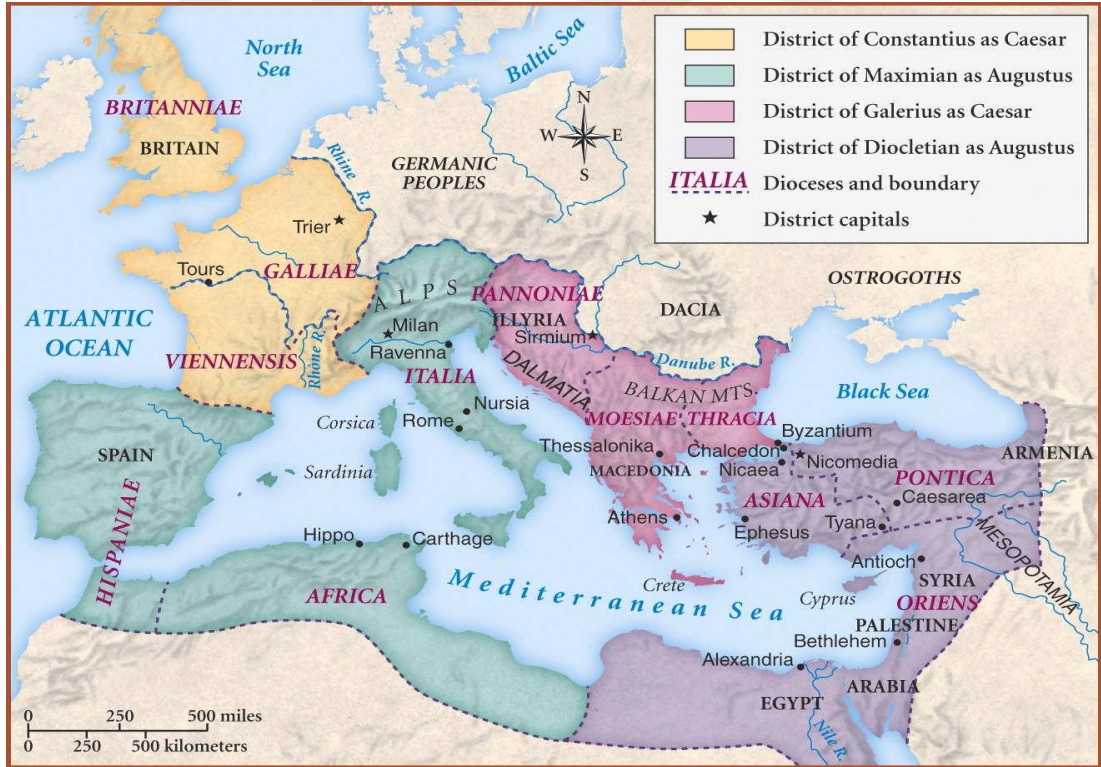 North
Sea
Baltic Sea
District of Constantius as Caesar
District of Maximian as Augustus
District of Galerius as Caesar
District of Diocletian as Augustus
ITALIA Dioceses and boundary
District capitals
N
W E
S
BRITANNIAE
BRITAIN
Rhine R.
GERMANIC
PEOPLES
Trier
Tours
GALLIAE
ATLANTIC
OCEAN
VIENNENSIS
Rhône R.
ALPS
Milan
Ravenna
ITALIA
PANNONIAE
ILLYRIA
Sirmium
DALMATIA
DACIA
OSTROGOTHS
Danube R.
BALKAN MTS.
MOESIAE
THRACIA
Black Sea
Corsica
Nursia
Rome
Sardinia
SPAIN
HISPANIAE
Thessalonika
MACEDONIA
Byzantium
Chalcedon
Nicaea
Nicomedia
ARMENIA
PONTICA
Caesarea
ASIANA
Athens
Ephesus
Tyana
MESOPOTAMIA
Hippo
Carthage
Antioch
SYRIA
AFRICA
Mediterranean Sea
Crete
Cyprus
ORIENS
PALESTINE
Bethlehem
Alexandria
ARABIA
EGYPT
Nile R.
0 250 500 miles
0 250 500 kilometers